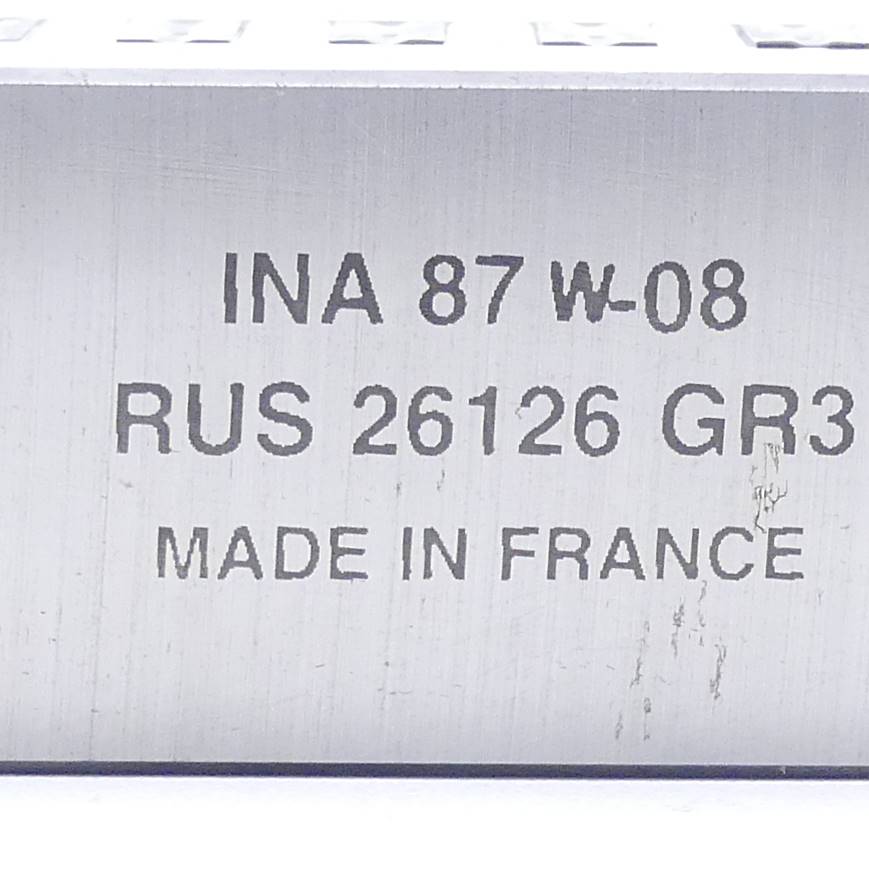 INA 87 W-08
RUS 26126 GR3
MADE IN FRANCE